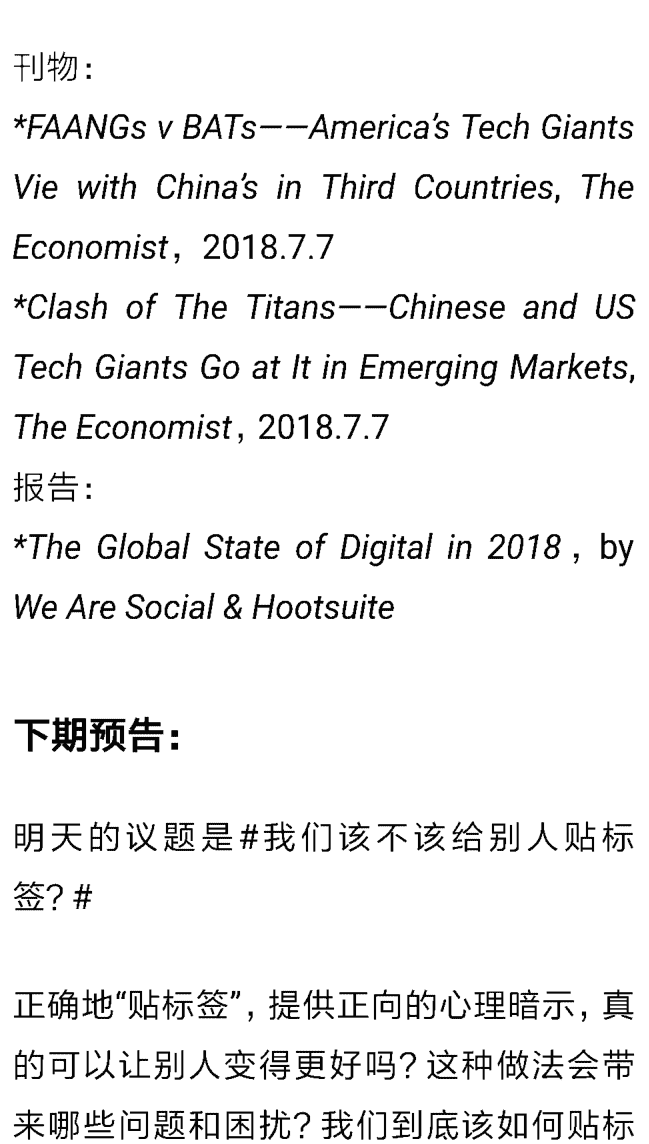 刊物：
*FAANGs v BATs——America's Tech Giants
Vie with China's in Third Countries, The
Economist，2018.7.7
*Clash of The Titans——Chinese and US
Tech Giants Go at It in Emerging Markets,
The Economist，2018.7.7
报告：
*The Global State of Digital in 2018，by
We Are Social & Hootsuite
下期预告：
明天的议题是#我们该不该给别人贴标
签？#
正确地“贴标签”，提供正向的心理暗示，真
的可以让别人变得更好吗？这种做法会带
来哪些问题和困扰？我们到底该如何贴标